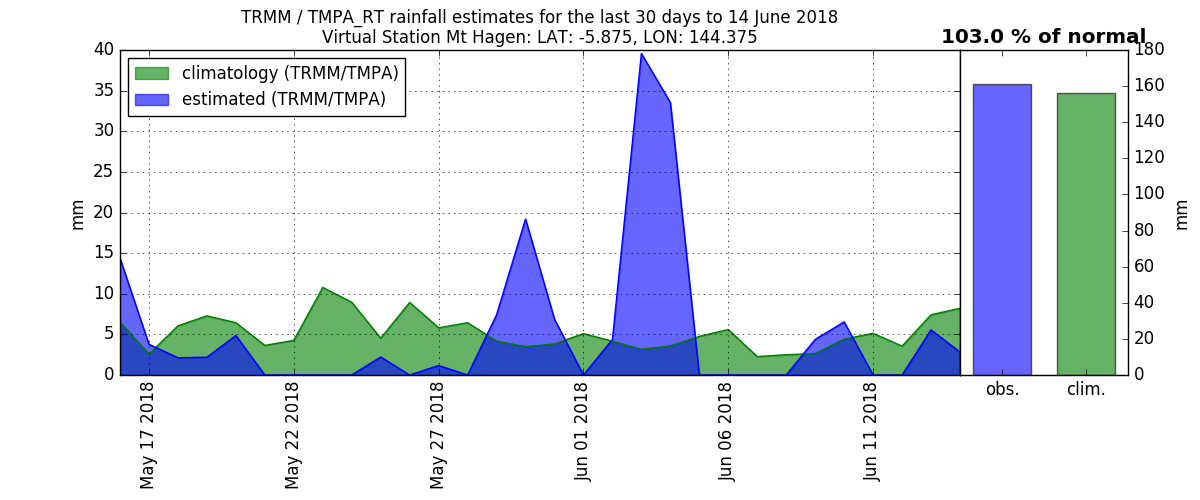 TRMM / TMPA_RT rainfall estimates for the last 30 days to 14 June 2018
Virtual Station Mt Hagen: LAT: -5.875, LON: 144.375
103.0 % of normal
climatology (TRMM/TMPA)
estimated (TRMM/TMPA)
mm
40
35
30
25
20
15
10
5
0
May 17 2018
May 22 2018
May 27 2018
Jun 01 2018
Jun 06 2018
Jun 11 2018
obs.
clim.
180
160
140
120
100
80
60
40
20
0
mm